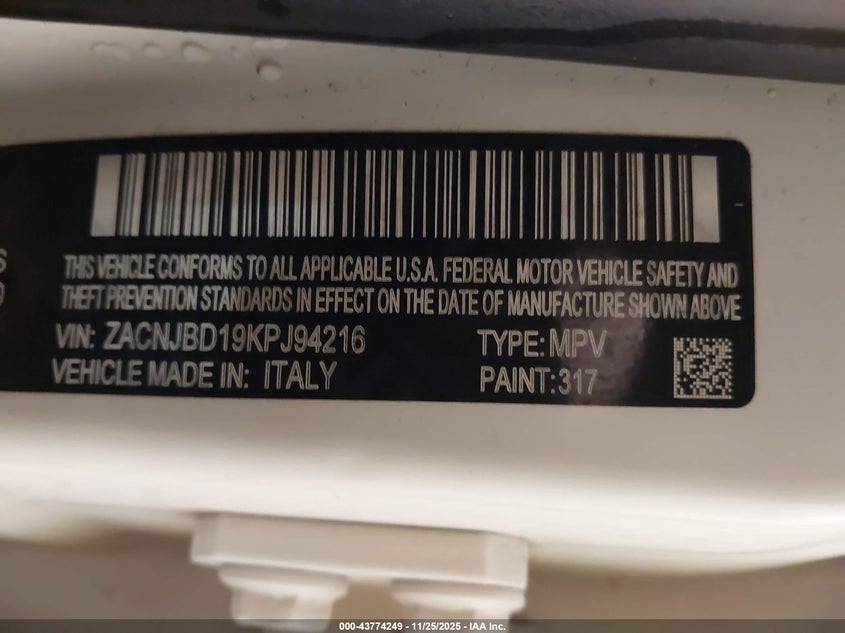 THIS VEHICLE CONFORMS TO ALL APPLICABLE U.S.A. FEDERAL MOTOR VEHICLE SAFETY AND
THEFT PREVENTION STANDARDS IN EFFECT ON THE DATE OF MANUFACTURE SHOWN ABOVE
VIN: ZACNJBD19KPJ94216 TYPE: MPV
VEHICLE MADE IN: ITALY PAINT:317
000-43774249 - 11/25/2025 - IAA Inc.